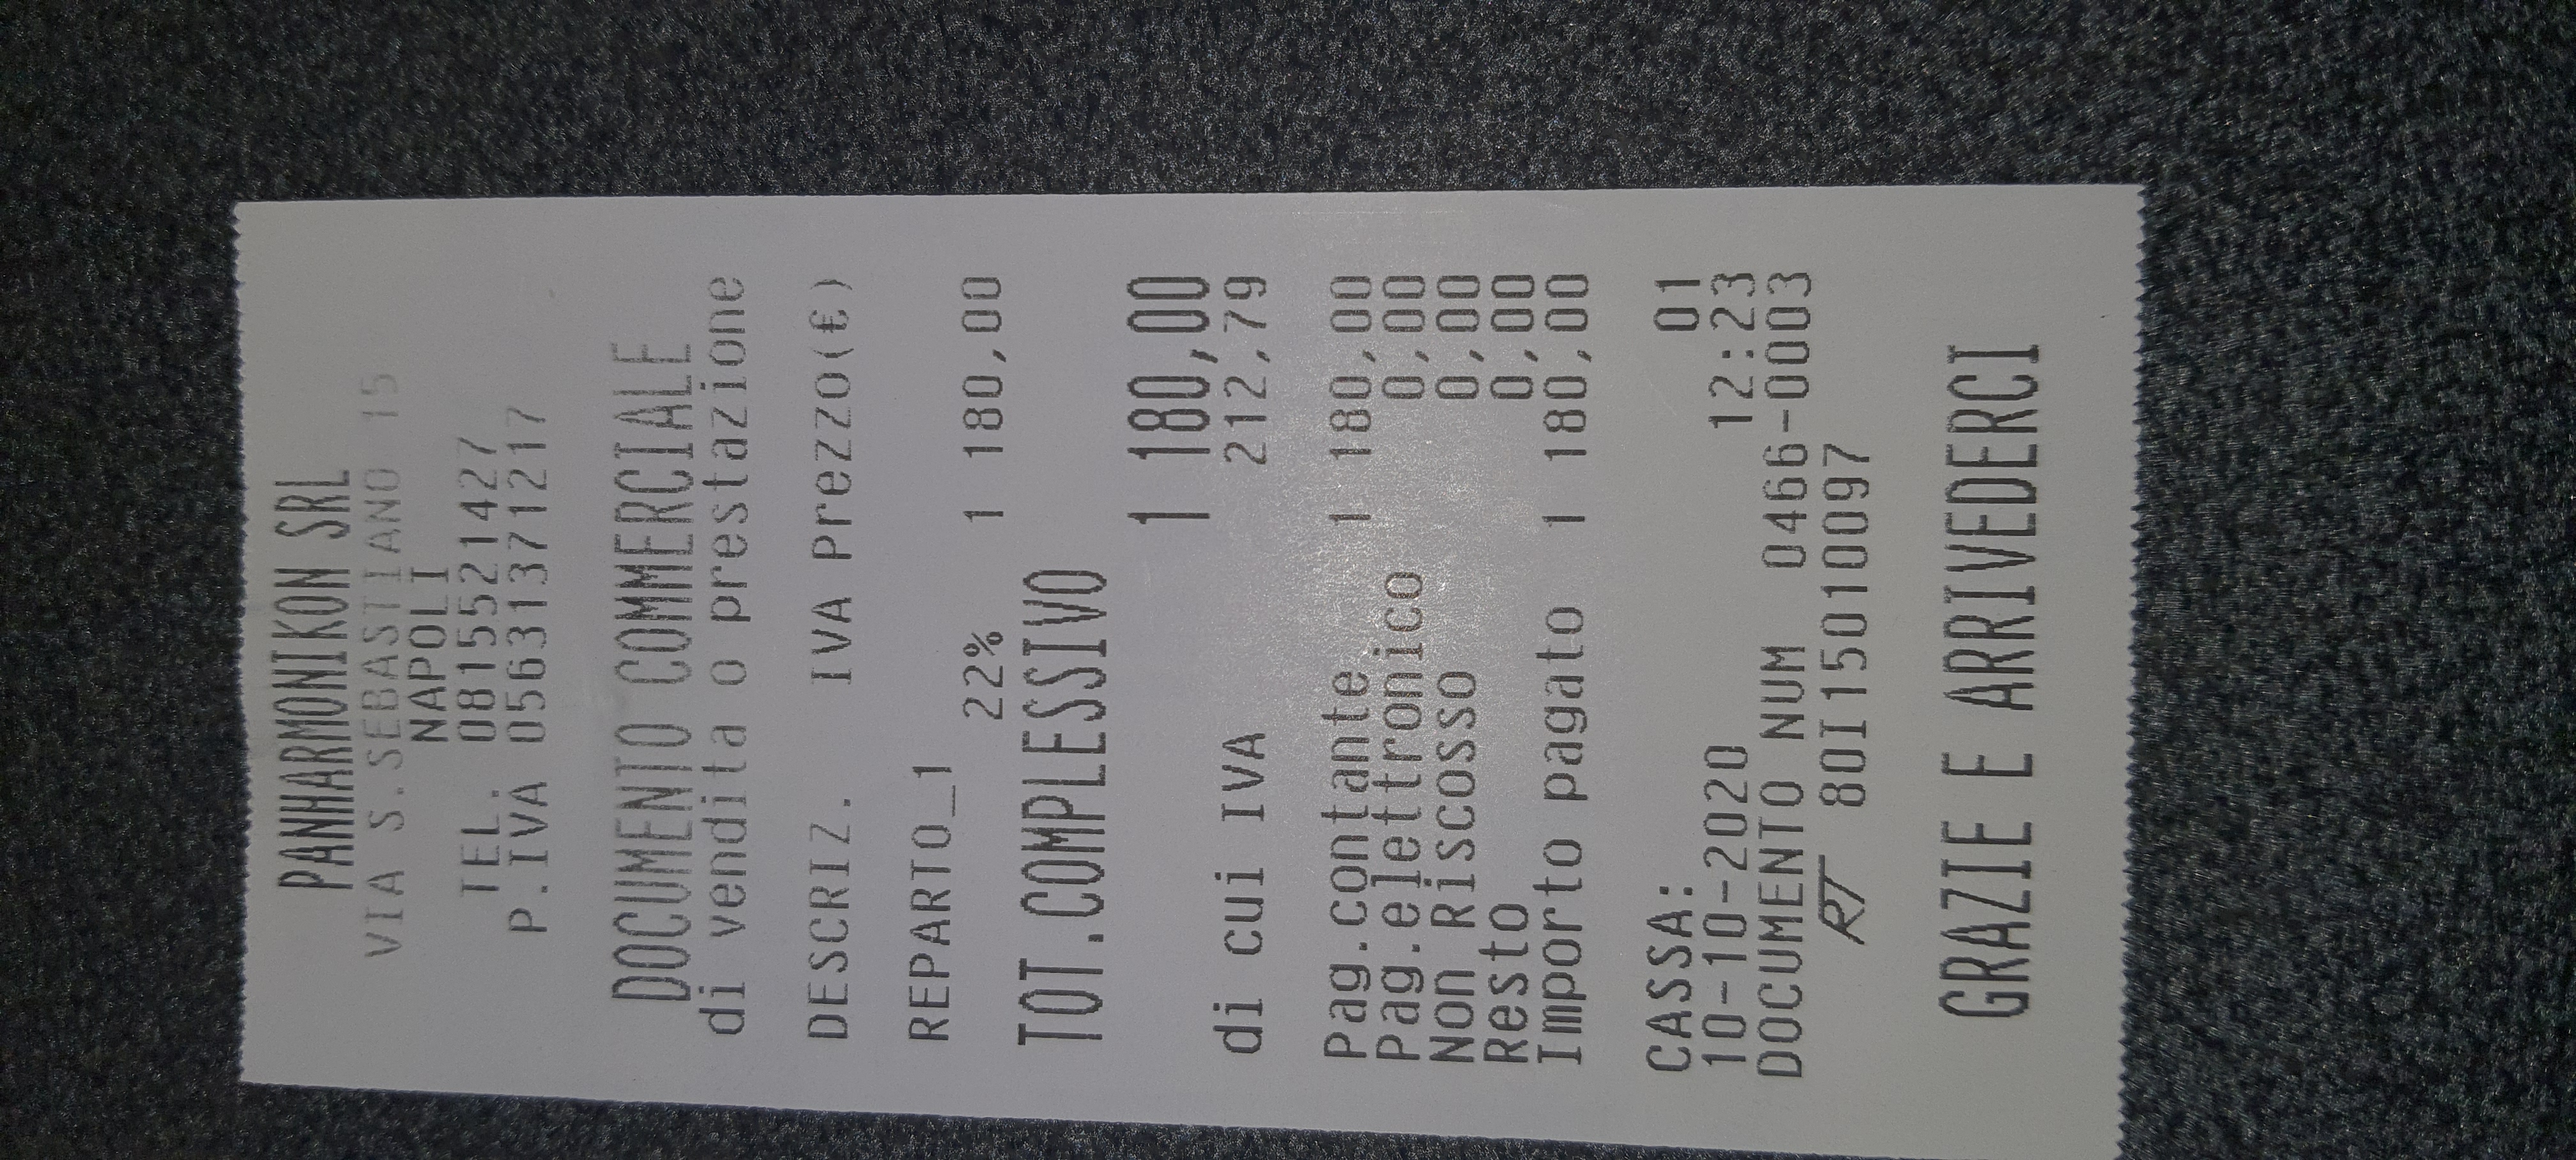 PANHARMONIKON SRL
VIA S.SEBASTIANO 15
NAPOLI
TEL. 0815521427
P.IVA 05631371217
DOCUMENTO COMMERCIALE
di vendita o prestazione
DESCRIZ. IVA Prezzo(€)
REPARTO_1
22% 1 180,00
TOT.COMPLESSIVO
1 180,00
di cui IVA 212,79
Pag.contante 1 180,00
Pag.elettronico 0,00
Non Riscosso 0,00
Resto 0,00
Importo pagato 1 180,00
CASSA: 01
10-10-2020 12:23
DOCUMENTO NUM 0466-0003
RT 80I15010097
GRAZIE E ARRIVEDERCI